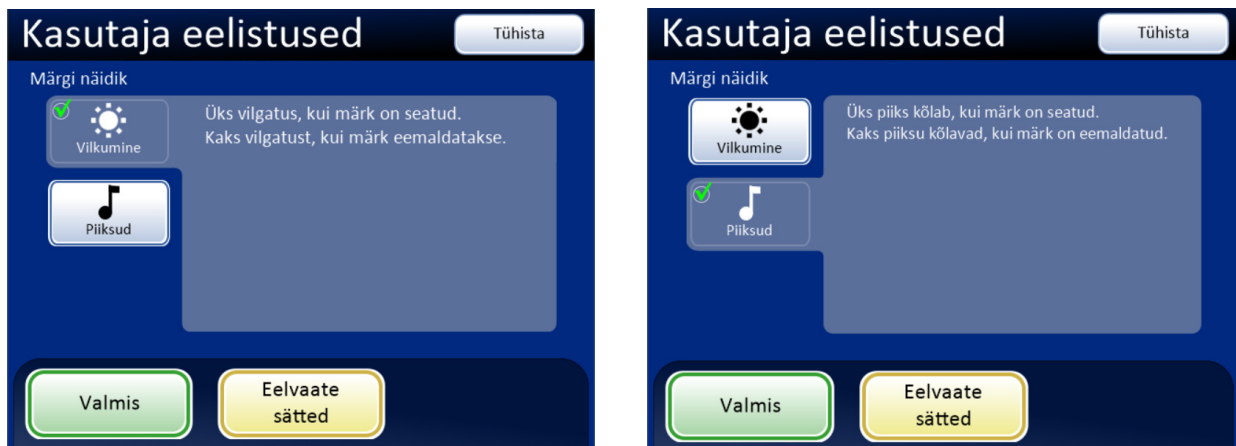 Kasutaja eelistused
Tühista
Märgi näidik
Vilkumine
Üks vilgatus, kui märk on seatud.
Kaks vilgatust, kui märk eemaldatakse.
Piiksud
Valmis
Eelvaate
sätted
Kasutaja eelistused
Tühista
Märgi näidik
Vilkumine
Üks piiks kõlab, kui märk on seatud.
Kaks piiksu kõlavad, kui märk on eemaldatud.
Piiksud
Valmis
Eelvaate
sätted